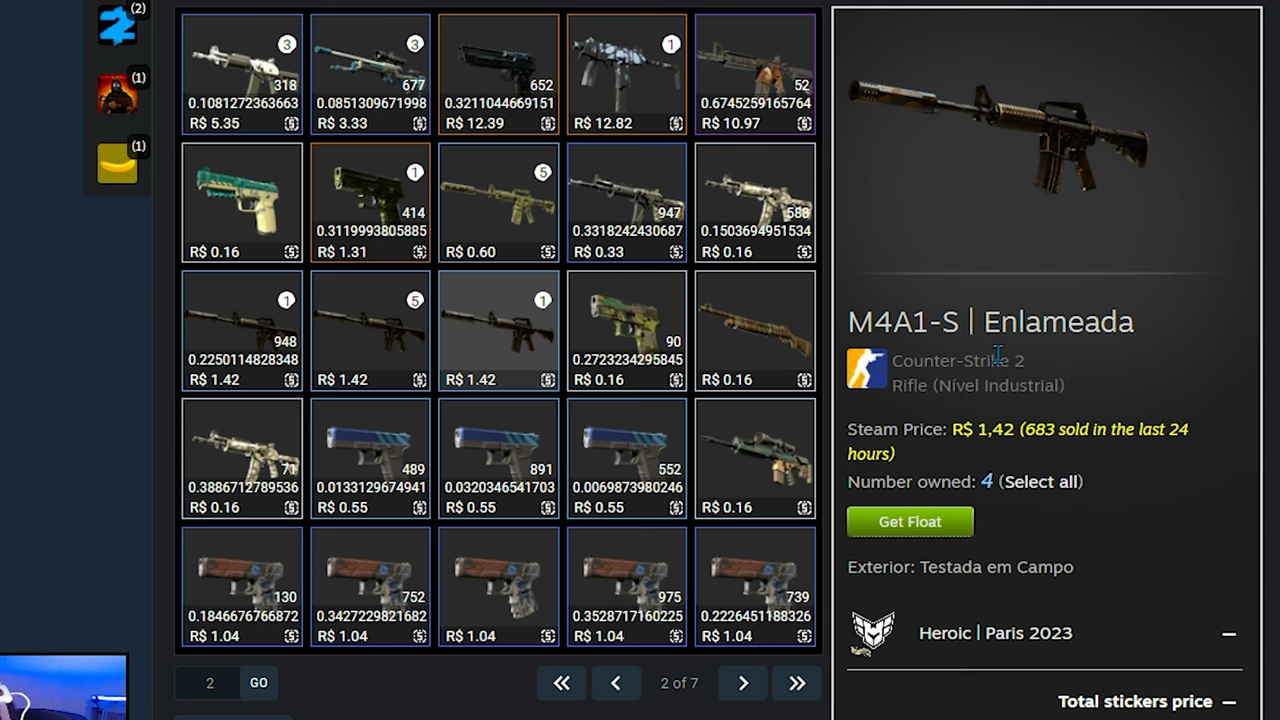 (2)
(1)
(1)
3
318
0.1081272363663
R$ 5.35
3
677
0.0851309671998
R$ 3.33
652
0.3211044669151
R$ 12.39
1
R$ 12.82
52
0.6745259165764
R$ 10.97
R$ 0.16
1
414
0.3119993805885
R$ 1.31
5
R$ 0.60
947
0.3318242430687
R$ 0.33
588
0.1503694951534
R$ 0.16
1
948
0.2250114828348
R$ 1.42
5
R$ 1.42
1
R$ 1.42
90
0.2723234295845
R$ 0.16
R$ 0.16
71
0.3886712789536
R$ 0.16
489
0.0133129674941
R$ 0.55
891
0.0320346541703
R$ 0.55
552
0.0069873980246
R$ 0.55
R$ 0.16
130
0.1846676766872
R$ 1.04
752
0.3427229821682
R$ 1.04
R$ 1.04
975
0.3528717160225
R$ 1.04
739
0.2226451188326
R$ 1.04
2 GO
2 of 7
M4A1-S | Enlameada
Counter-Strike 2
Rifle (Nível Industrial)
Steam Price: R$ 1,42 (683 sold in the last 24
hours)
Number owned: 4 (Select all)
Get Float
Exterior: Testada em Campo
Heroic | Paris 2023 –
Total stickers price –